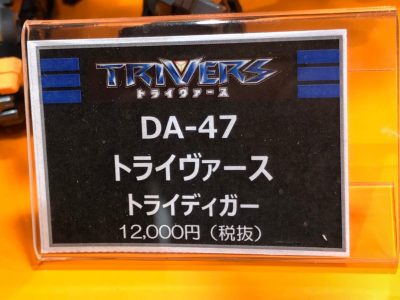 TRIVERS
トライヴァース
DA-47
トライヴァース
トライディガー
12,000円（税抜）